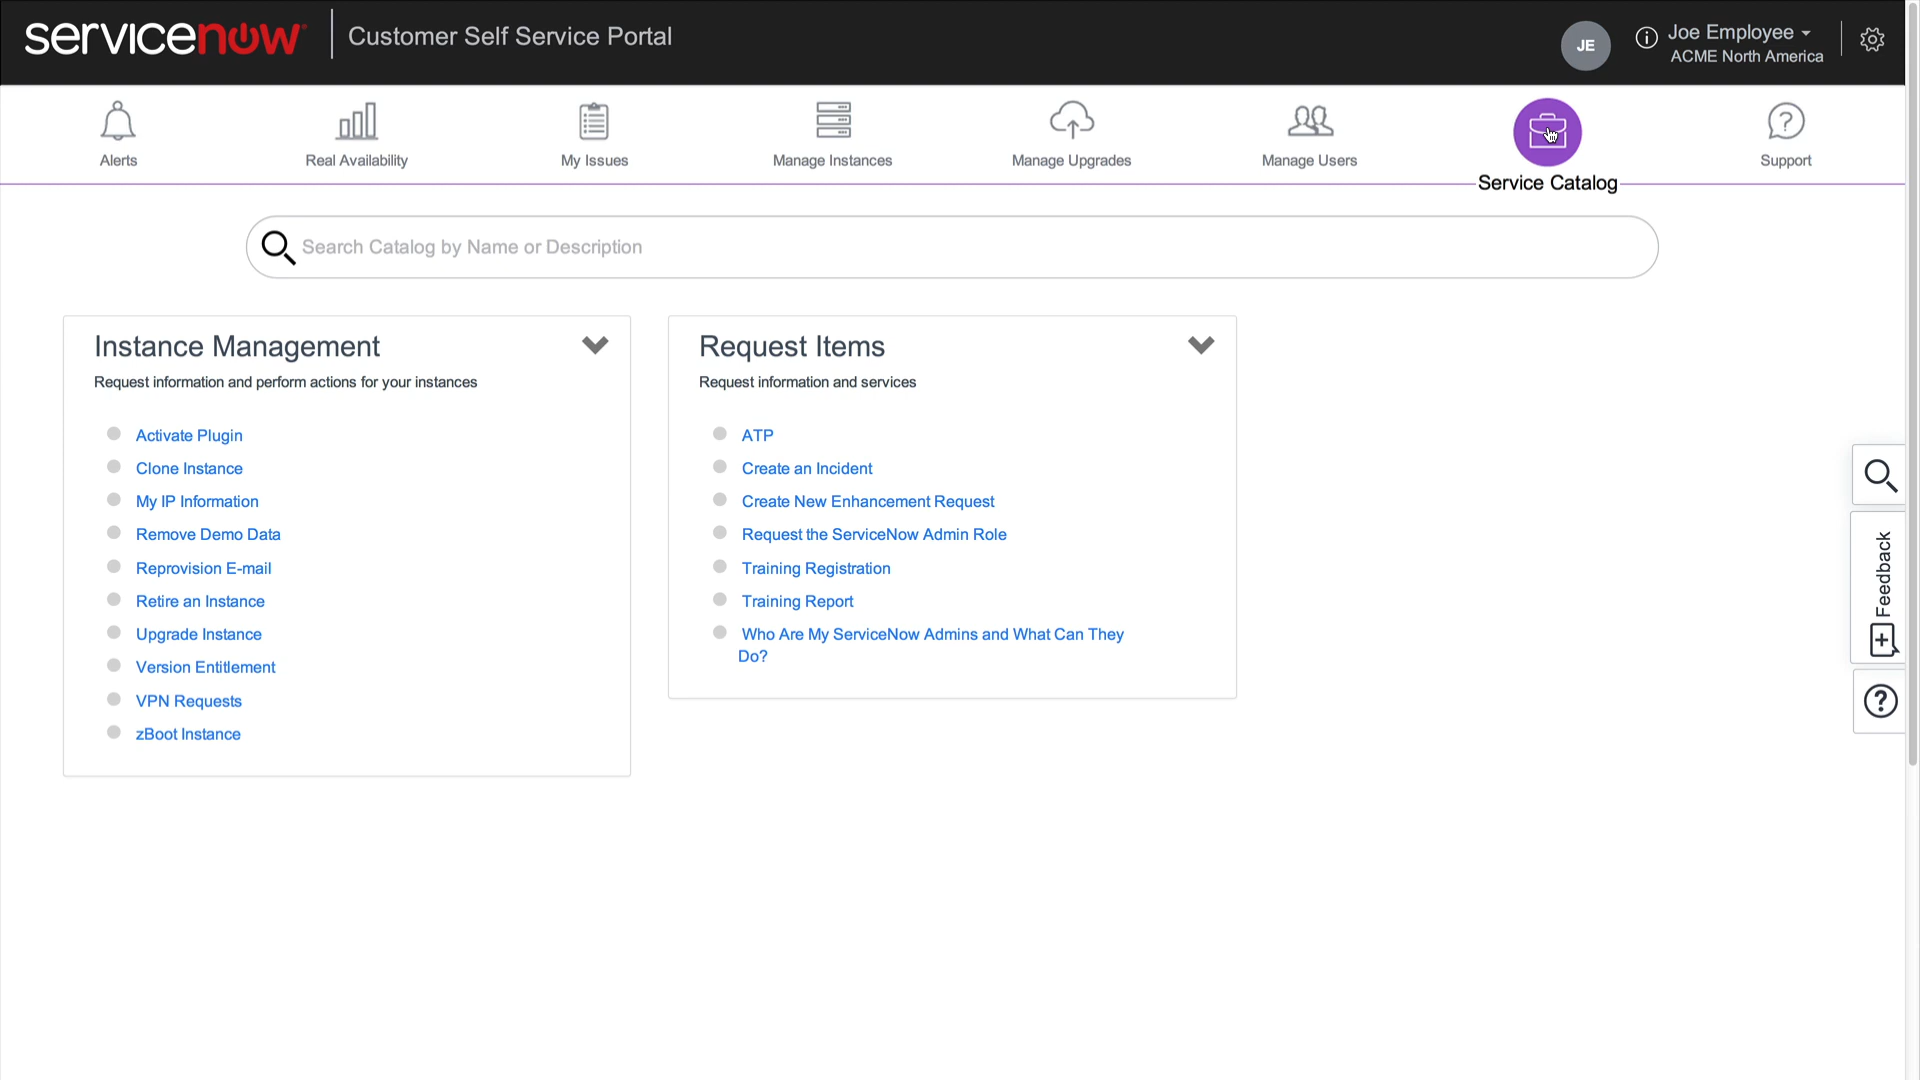 servicenow
Customer Self Service Portal
JE
Joe Employee
ACME North America
Alerts
Real Availability
My Issues
Manage Instances
Manage Upgrades
Manage Users
Service Catalog
Support
Search Catalog by Name or Description
Instance Management
Request information and perform actions for your instances
Activate Plugin
Clone Instance
My IP Information
Remove Demo Data
Reprovision E-mail
Retire an Instance
Upgrade Instance
Version Entitlement
VPN Requests
zBoot Instance
Request Items
Request information and services
ATP
Create an Incident
Create New Enhancement Request
Request the ServiceNow Admin Role
Training Registration
Training Report
Who Are My ServiceNow Admins and What Can They
Do?
Feedback